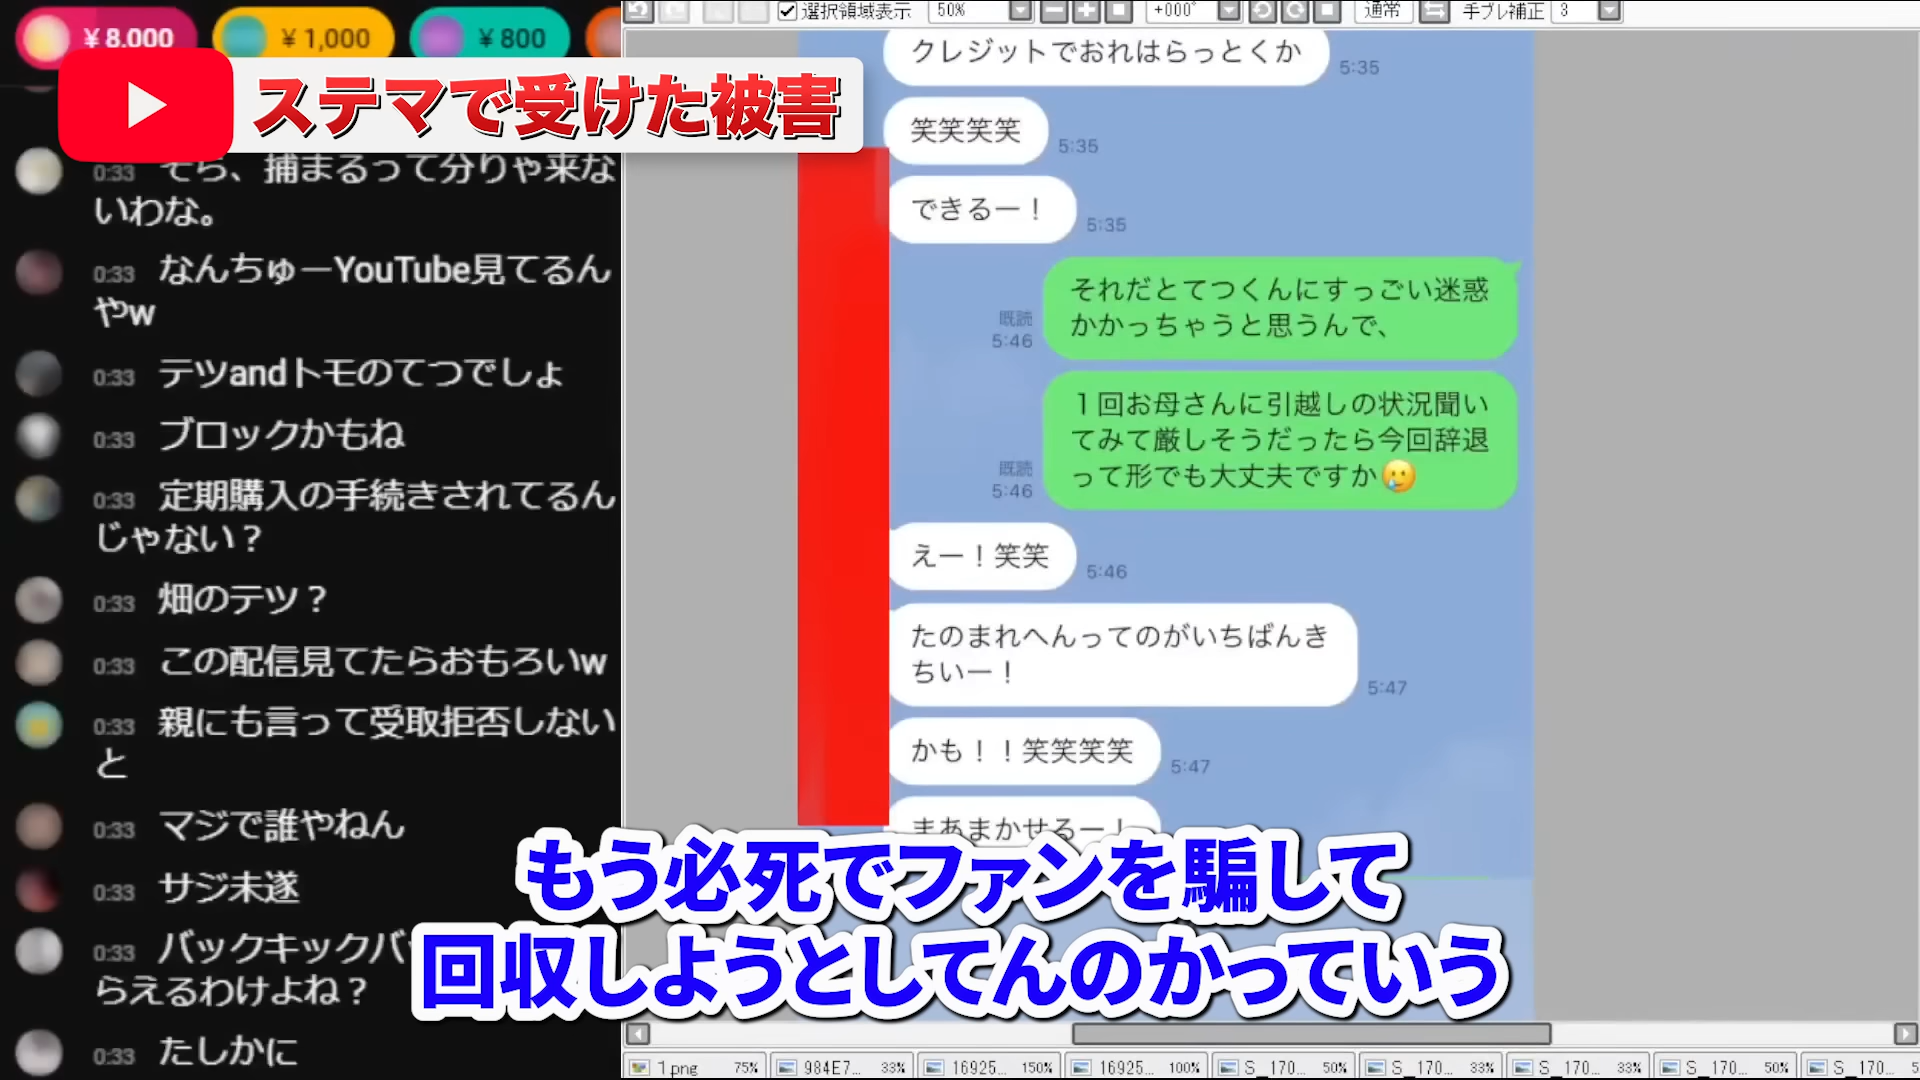 ¥8,000 ¥1,000 ¥800
ステマで受けた被害
0:33 そら、捕まるって分りゃ来な
いわな。
0:33 なんちゅーYouTube見てるん
やw
0:33 テツandトモのてつでしょ
0:33 ブロックかもね
0:33 定期購入の手続きされてるん
じゃない？
0:33 畑のテツ？
0:33 この配信見てたらおもろいw
0:33 親にも言って受取拒否しない
と
0:33 マジで誰やねん
0:33 サジ未遂
0:33 バックキックバ
らえるわけよね？
0:33 たしかに
選択領域表示 50% +000° 通常 手ブレ補正 3
クレジットでおれはらっとくか
5:35
笑笑笑笑
5:35
できるー！
5:35
それだとてつくんにすっごい迷惑
かかっちゃうと思うんで、
既読
5:46
１回お母さんに引越しの状況聞い
てみて厳しそうだったら今回辞退
って形でも大丈夫ですか🥲
既読
5:46
えー！笑笑
5:46
たのまれへんってのがいちばんき
ちいー！
5:47
かも！！笑笑笑笑
5:47
まあまかせるー！
もう必死でファンを騙して
回収しようとしてんのかっていう
1.png 75% 984E7... 33% 16925... 150% 16925... 100% S_170... 50% S_170... 33% S_170... 33% S_170... 50% S_170... 5